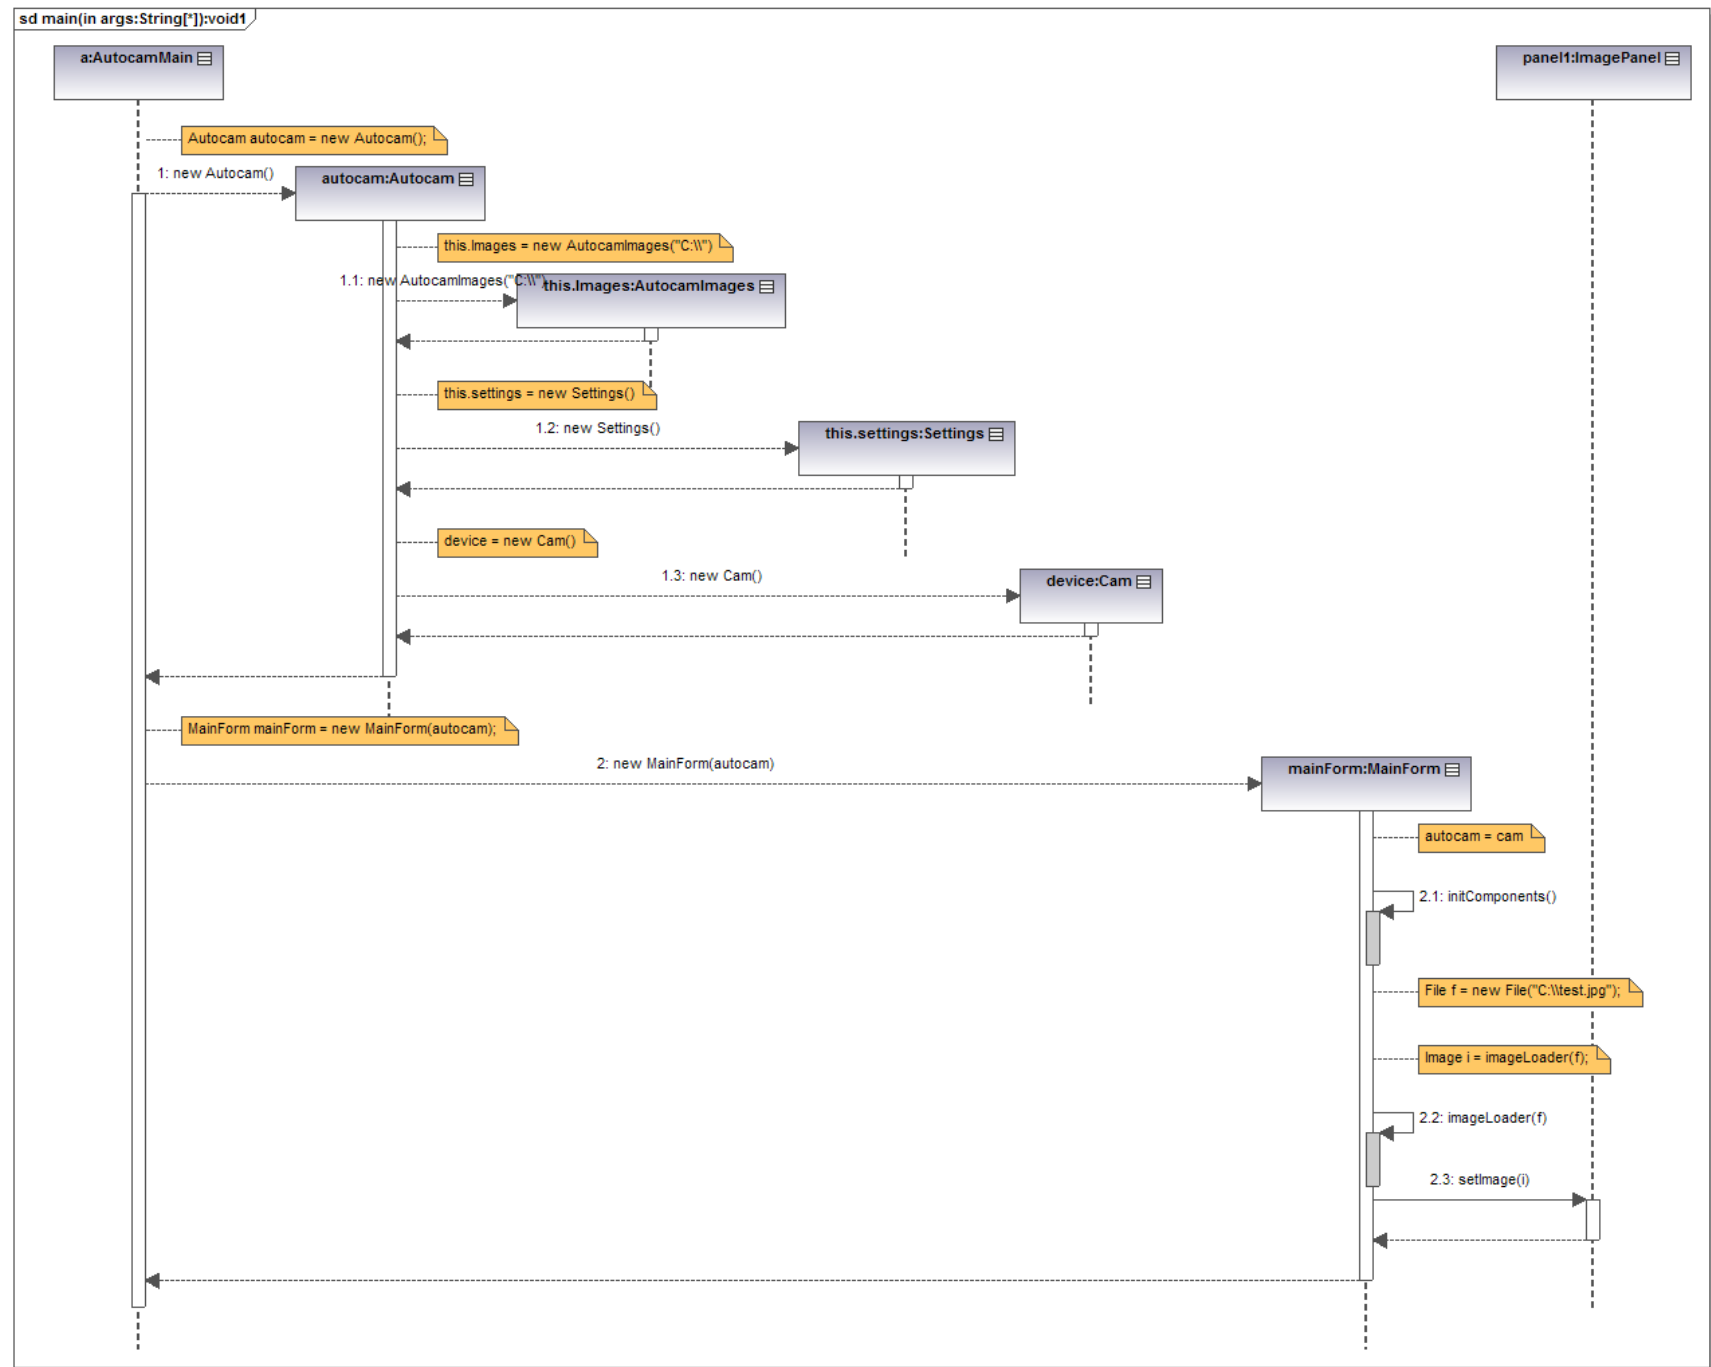 sd main(in args:String[*]):void1
a:AutocamMain
panel1:ImagePanel
Autocam autocam = new Autocam();
1: new Autocam()
autocam:Autocam
this.Images = new AutocamImages("C:\\")
1.1: new AutocamImages("C:\\")
this.Images:AutocamImages
this.settings = new Settings()
1.2: new Settings()
this.settings:Settings
device = new Cam()
1.3: new Cam()
device:Cam
MainForm mainForm = new MainForm(autocam);
2: new MainForm(autocam)
mainForm:MainForm
autocam = cam
2.1: initComponents()
File f = new File("C:\\test.jpg");
Image i = imageLoader(f);
2.2: imageLoader(f)
2.3: setImage(i)